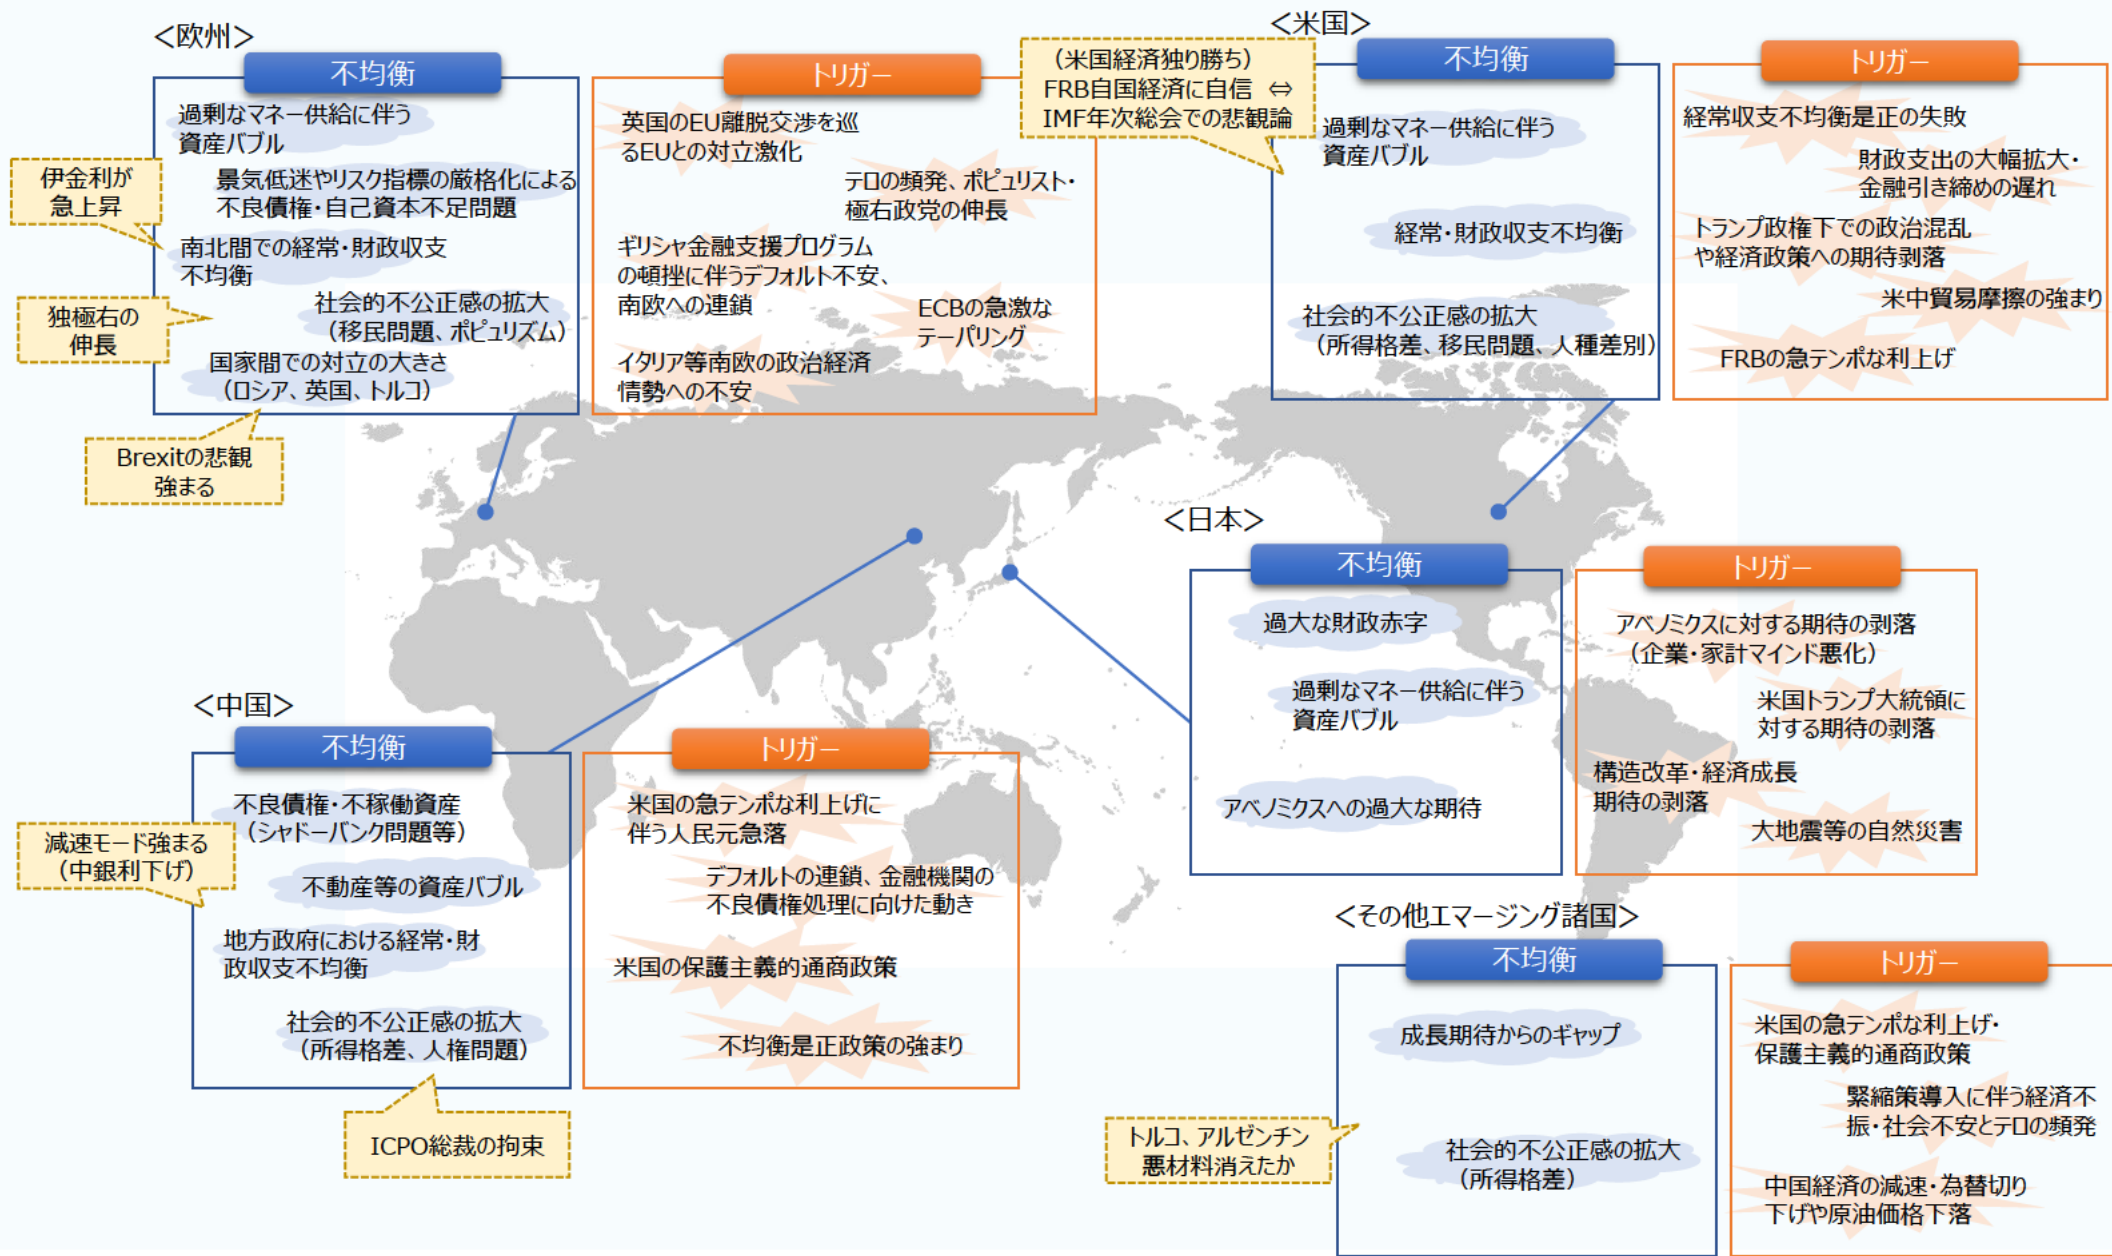 ＜欧州＞
不均衡
過剰なマネー供給に伴う
資産バブル
景気低迷やリスク指標の厳格化による
不良債権・自己資本不足問題
南北間での経常・財政収支
不均衡
社会的不公正感の拡大
（移民問題、ポピュリズム）
国家間での対立の大きさ
（ロシア、英国、トルコ）
伊金利が
急上昇
独極右の
伸長
Brexitの悲観
強まる
トリガー
英国のEU離脱交渉を巡
るEUとの対立激化
テロの頻発、ポピュリスト・
極右政党の伸長
ギリシャ金融支援プログラム
の頓挫に伴うデフォルト不安、
南欧への連鎖
ECBの急激な
テーパリング
イタリア等南欧の政治経済
情勢への不安
＜米国＞
（米国経済独り勝ち）
FRB自国経済に自信 ⇔
IMF年次総会での悲観論
不均衡
過剰なマネー供給に伴う
資産バブル
経常・財政収支不均衡
社会的不公正感の拡大
（所得格差、移民問題、人種差別）
トリガー
経常収支不均衡是正の失敗
財政支出の大幅拡大・
金融引き締めの遅れ
トランプ政権下での政治混乱
や経済政策への期待剥落
米中貿易摩擦の強まり
FRBの急テンポな利上げ
＜日本＞
不均衡
過大な財政赤字
過剰なマネー供給に伴う
資産バブル
アベノミクスへの過大な期待
トリガー
アベノミクスに対する期待の剥落
（企業・家計マインド悪化）
米国トランプ大統領に
対する期待の剥落
構造改革・経済成長
期待の剥落
大地震等の自然災害
＜中国＞
不均衡
不良債権・不稼働資産
（シャドーバンク問題等）
不動産等の資産バブル
地方政府における経常・財
政収支不均衡
社会的不公正感の拡大
（所得格差、人権問題）
減速モード強まる
（中銀利下げ）
ICPO総裁の拘束
トリガー
米国の急テンポな利上げに
伴う人民元急落
デフォルトの連鎖、金融機関の
不良債権処理に向けた動き
米国の保護主義的通商政策
不均衡是正政策の強まり
＜その他エマージング諸国＞
不均衡
成長期待からのギャップ
社会的不公正感の拡大
（所得格差）
トルコ、アルゼンチン
悪材料消えたか
トリガー
米国の急テンポな利上げ・
保護主義的通商政策
緊縮策導入に伴う経済不
振・社会不安とテロの頻発
中国経済の減速・為替切り
下げや原油価格下落